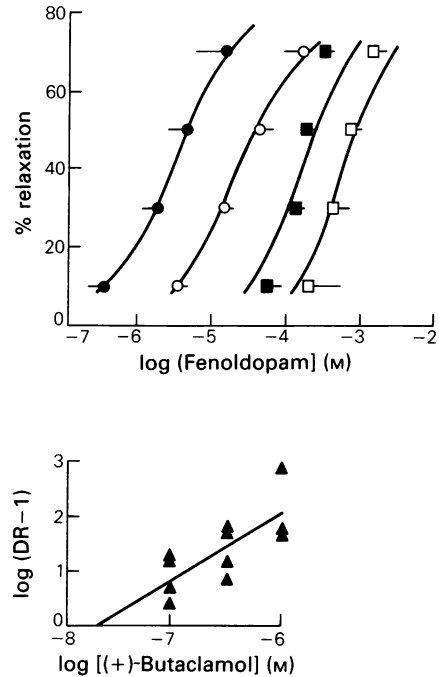 80
60
40
20
0
% relaxation
-7 -6 -5 -4 -3 -2
log (Fenoldopam] (M)
3
2
1
0
log (DR-1)
-8 -7 -6
log [(+)-Butaclamol] (M)